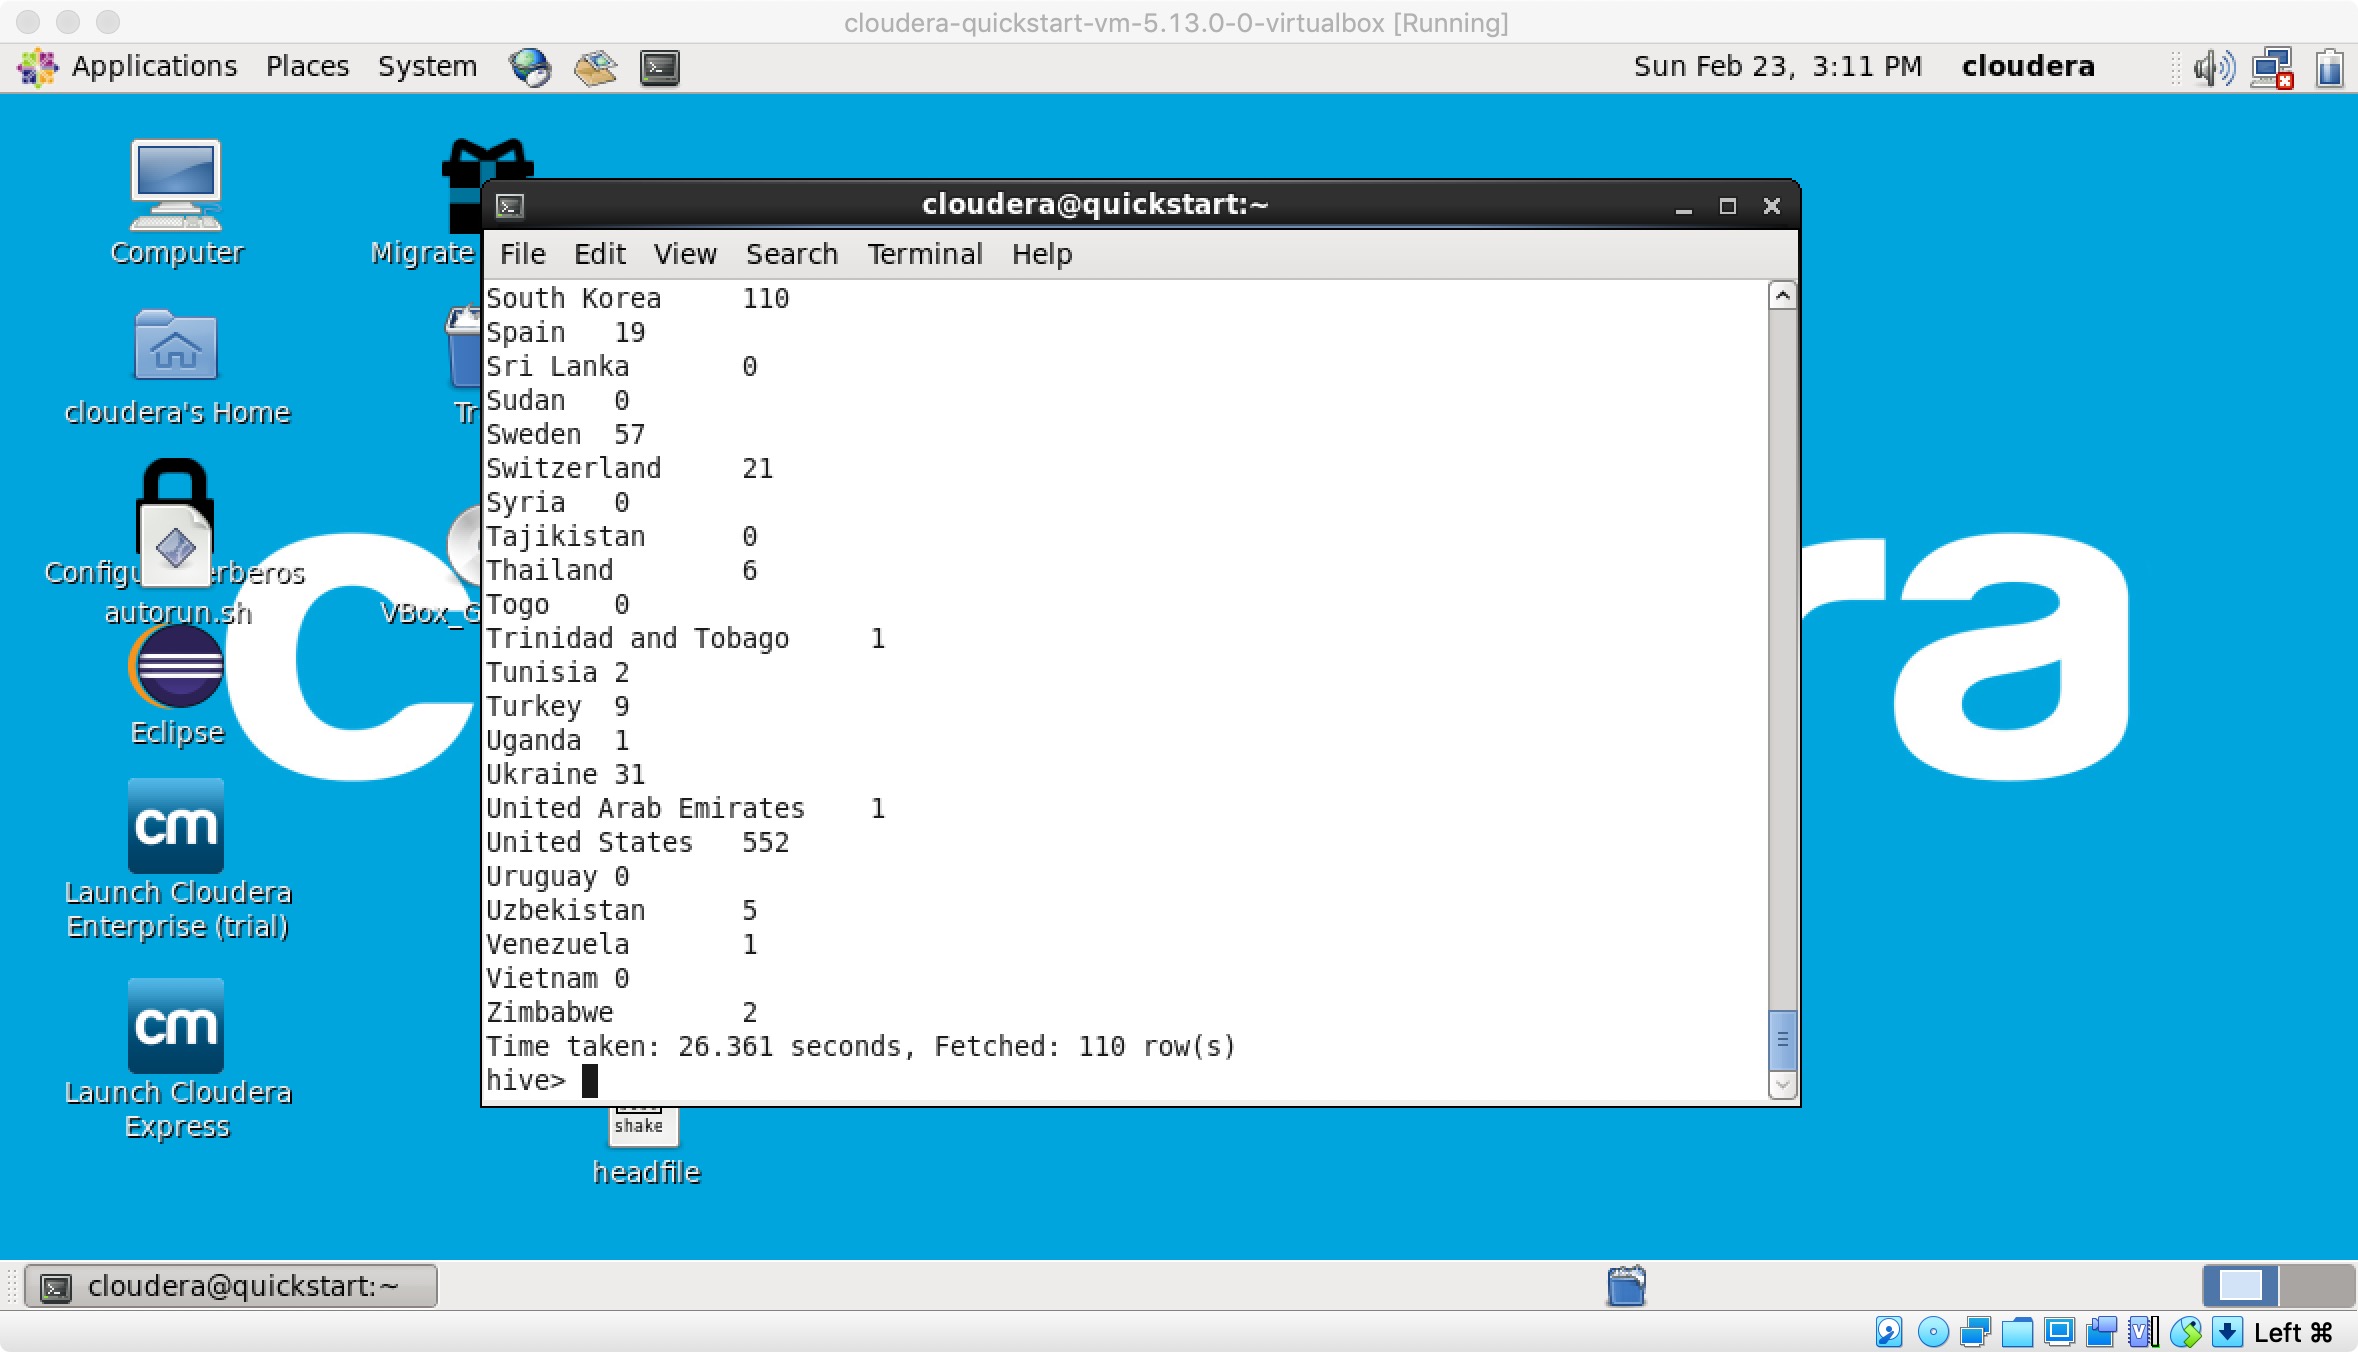 cloudera-quickstart-vm-5.13.0-0-virtualbox [Running]
Applications Places System Sun Feb 23, 3:11 PM cloudera
Computer
Migrate
cloudera's Home
Tr
Configu erberos
autorun.sh
VBox_G
Eclipse
cm
Launch Cloudera
Enterprise (trial)
cm
Launch Cloudera
Express
c
ra
cloudera@quickstart:~
File Edit View Search Terminal Help
South Korea 110
Spain 19
Sri Lanka 0
Sudan 0
Sweden 57
Switzerland 21
Syria 0
Tajikistan 0
Thailand 6
Togo 0
Trinidad and Tobago 1
Tunisia 2
Turkey 9
Uganda 1
Ukraine 31
United Arab Emirates 1
United States 552
Uruguay 0
Uzbekistan 5
Venezuela 1
Vietnam 0
Zimbabwe 2
Time taken: 26.361 seconds, Fetched: 110 row(s)
hive>
shake
headfile
cloudera@quickstart:~
Left ⌘